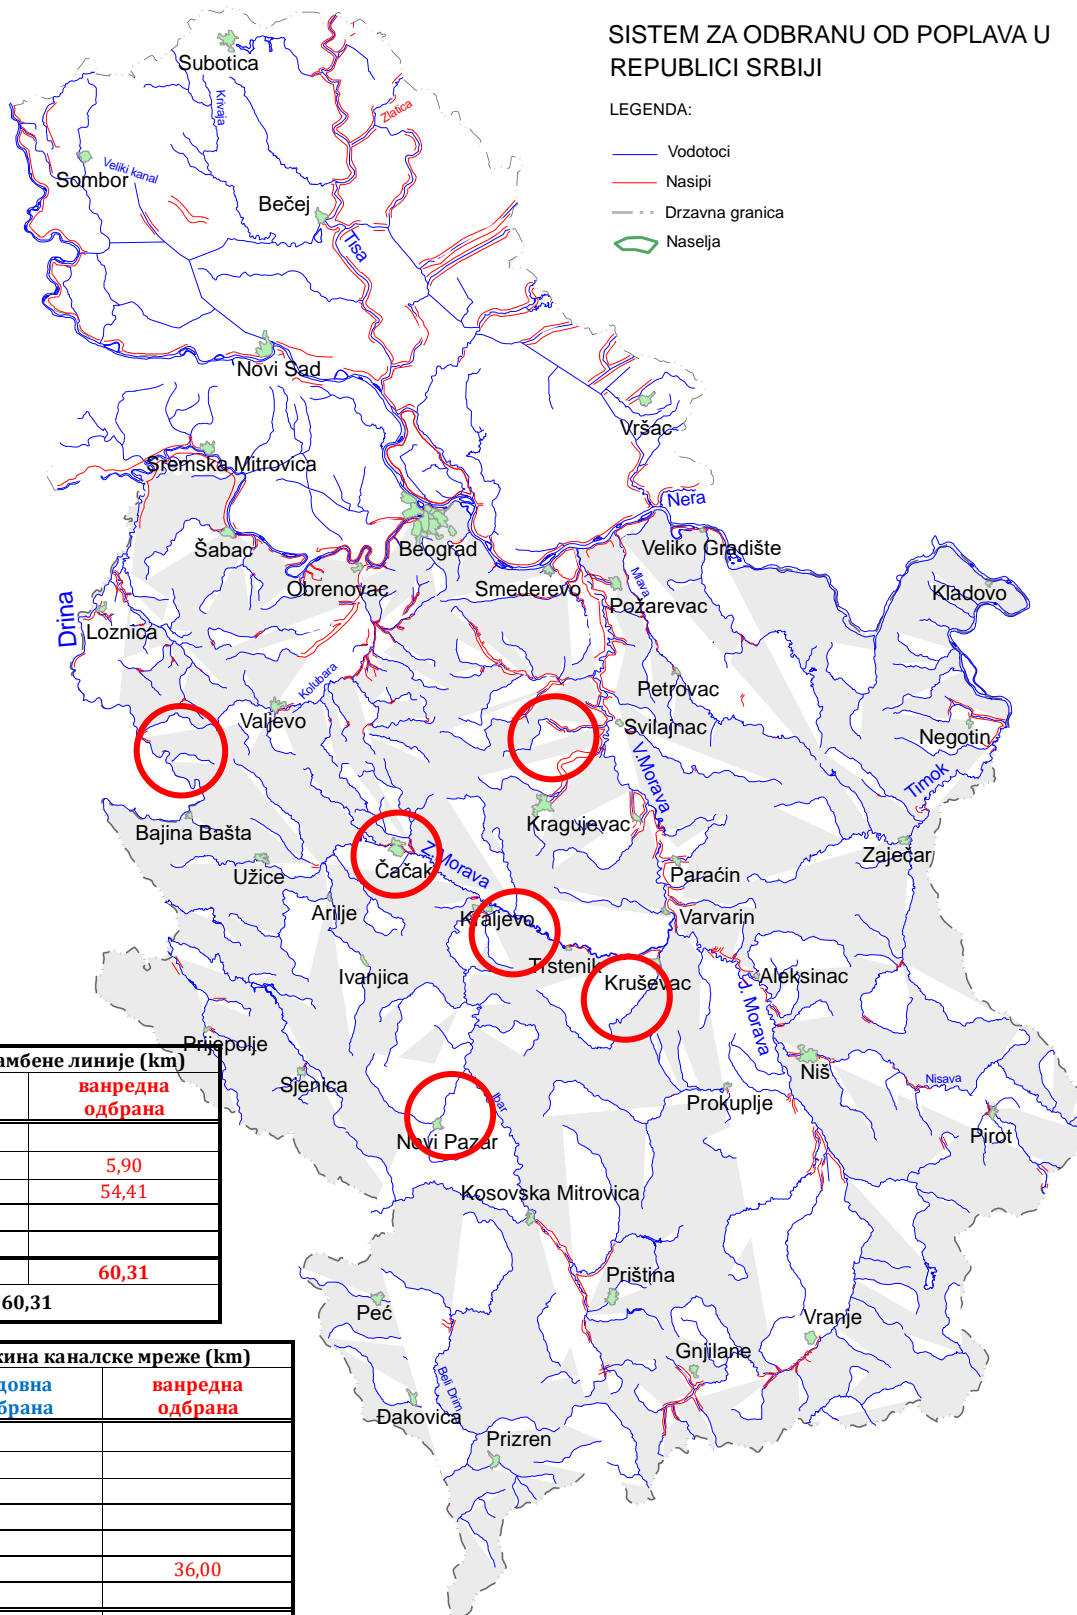 SISTEM ZA ODBRANU OD POPLAVA U
REPUBLICI SRBIJI
LEGENDA:
Vodotoci
Nasipi
Drzavna granica
Naselja
Subotica
Krivaja
Zlatica
Veliki kanal
Sombor
Bečej
Tisa
Novi Sad
Vršac
Sremska Mitrovica
Nera
Šabac
Beograd
Veliko Gradište
Obrenovac
Smederevo
Mlava
Požarevac
Kladovo
Drina
Loznica
Kolubara
Petrovac
Valjevo
Svilajnac
Negotin
V.Morava
Timok
Bajina Bašta
Kragujevac
Zaječar
Užice
Čačak
Z.Morava
Paraćin
Arilje
Kraljevo
Varvarin
Ivanjica
Trstenik
Kruševac
Aleksinac
J. Morava
Prijepolje
Sjenica
Ibar
Niš
Nisava
Prokuplje
Pirot
Novi Pazar
Kosovska Mitrovica
Priština
Peć
Vranje
Gnjilane
Beli Drim
Đakovica
Prizren
амбене линије (km)
ванредна
одбрана
5,90
54,41
60,31
60,31
кина каналске мреже (km)
довна ванредна
брана одбрана
36,00